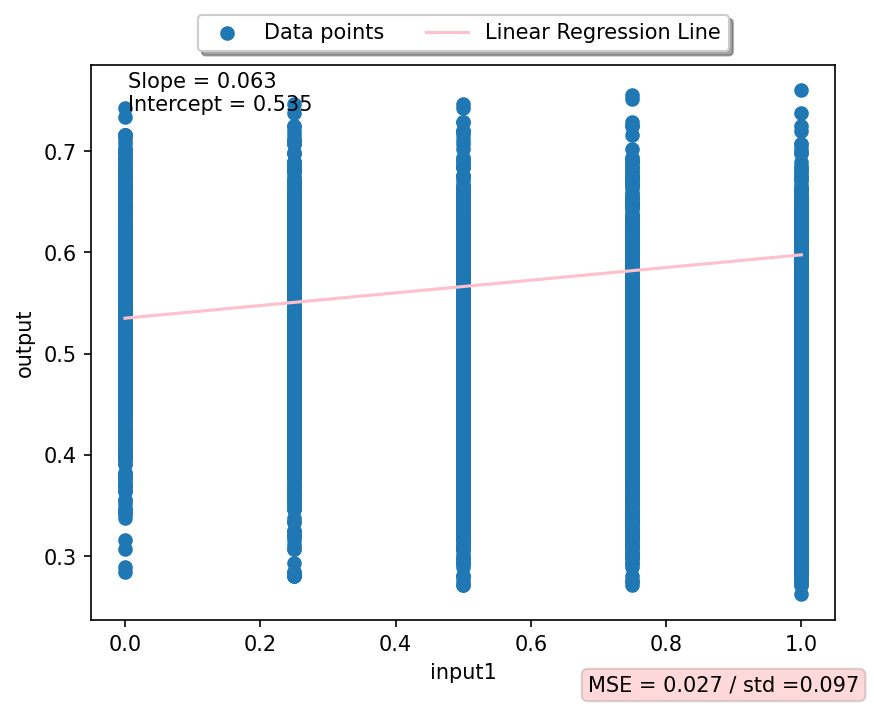 Data points Linear Regression Line
Slope = 0.063
Intercept = 0.535
0.7
0.6
0.5
0.4
0.3
output
0.0 0.2 0.4 0.6 0.8 1.0
input1
MSE = 0.027 / std =0.097